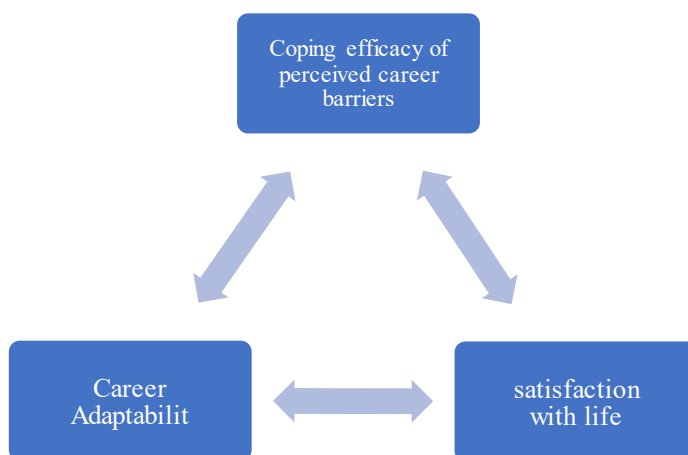 Coping efficacy of
perceived career
barriers
Career
Adaptabilit
satisfaction
with life